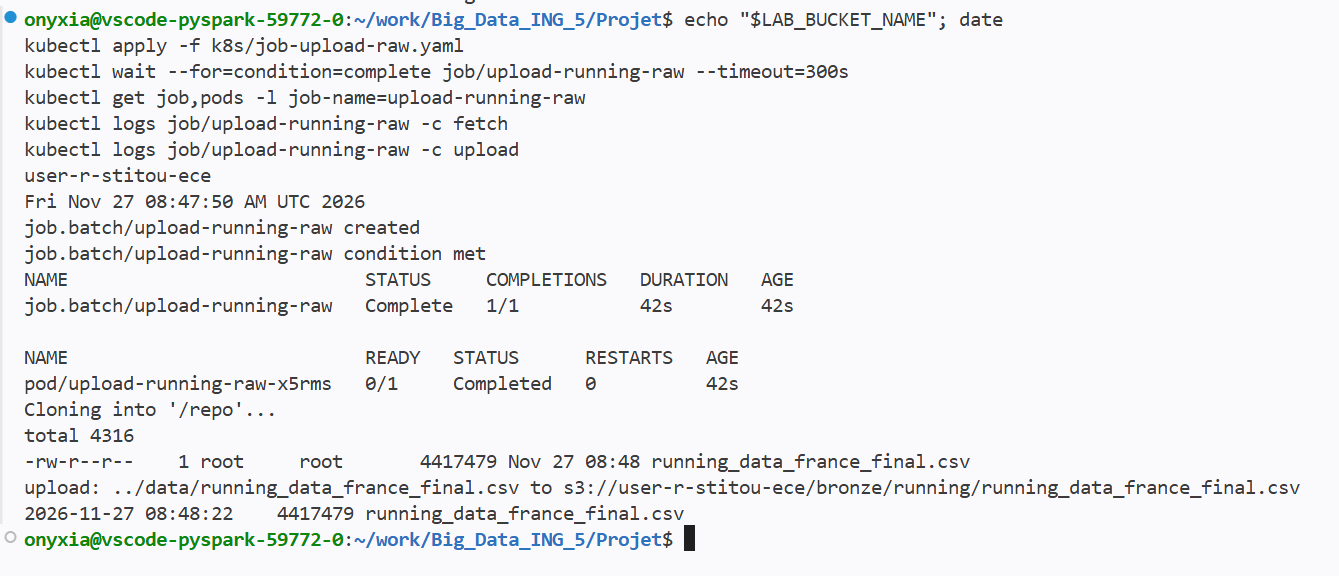 onyxia@vscode-pyspark-59772-0:~/work/Big_Data_ING_5/Projet$ echo "$LAB_BUCKET_NAME"; date
kubectl apply -f k8s/job-upload-raw.yaml
kubectl wait --for=condition=complete job/upload-running-raw --timeout=300s
kubectl get job,pods -l job-name=upload-running-raw
kubectl logs job/upload-running-raw -c fetch
kubectl logs job/upload-running-raw -c upload
user-r-stitou-ece
Fri Nov 27 08:47:50 AM UTC 2026
job.batch/upload-running-raw created
job.batch/upload-running-raw condition met
NAME                            STATUS     COMPLETIONS   DURATION   AGE
job.batch/upload-running-raw   Complete   1/1           42s        42s
NAME                            READY   STATUS      RESTARTS   AGE
pod/upload-running-raw-x5rms   0/1     Completed   0          42s
Cloning into '/repo'...
total 4316
-rw-r--r--    1 root     root       4417479 Nov 27 08:48 running_data_france_final.csv
upload: ../data/running_data_france_final.csv to s3://user-r-stitou-ece/bronze/running/running_data_france_final.csv
2026-11-27 08:48:22    4417479 running_data_france_final.csv
onyxia@vscode-pyspark-59772-0:~/work/Big_Data_ING_5/Projet$